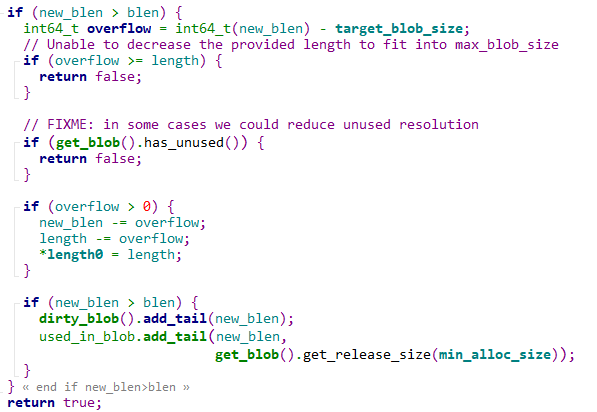 if (new_blen > blen) {
int64_t overflow = int64_t(new_blen) - target_blob_size;
// Unable to decrease the provided length to fit into max_blob_size
if (overflow >= length) {
return false;
}
// FIXME: in some cases we could reduce unused resolution
if (get_blob().has_unused()) {
return false;
}
if (overflow > 0) {
new_blen -= overflow;
length -= overflow;
*length0 = length;
}
if (new_blen > blen) {
dirty_blob().add_tail(new_blen);
used_in_blob.add_tail(new_blen,
get_blob().get_release_size(min_alloc_size));
}
} « end if new_blen>blen »
return true;